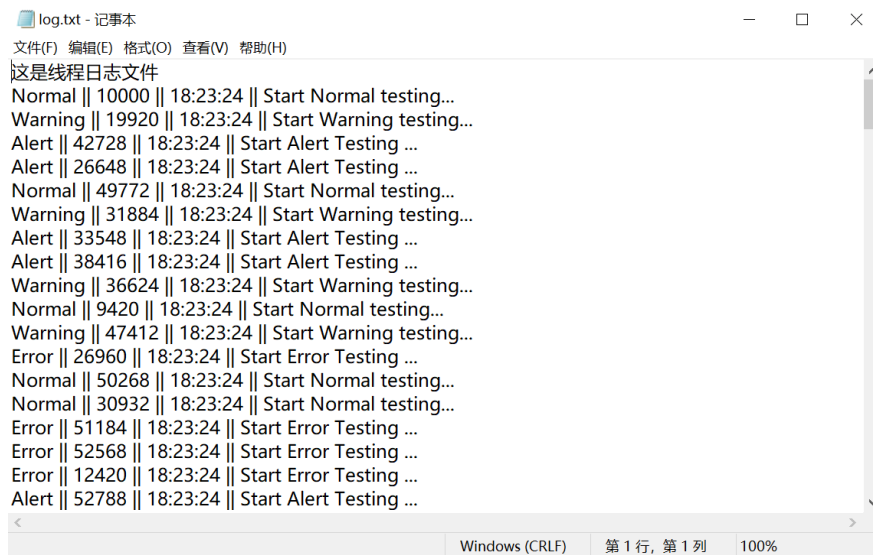 log.txt - 记事本
文件(F) 编辑(E) 格式(O) 查看(V) 帮助(H)
这是线程日志文件
Normal || 10000 || 18:23:24 || Start Normal testing...
Warning || 19920 || 18:23:24 || Start Warning testing...
Alert || 42728 || 18:23:24 || Start Alert Testing ...
Alert || 26648 || 18:23:24 || Start Alert Testing ...
Normal || 49772 || 18:23:24 || Start Normal testing...
Warning || 31884 || 18:23:24 || Start Warning testing...
Alert || 33548 || 18:23:24 || Start Alert Testing ...
Alert || 38416 || 18:23:24 || Start Alert Testing ...
Warning || 36624 || 18:23:24 || Start Warning testing...
Normal || 9420 || 18:23:24 || Start Normal testing...
Warning || 47412 || 18:23:24 || Start Warning testing...
Error || 26960 || 18:23:24 || Start Error Testing ...
Normal || 50268 || 18:23:24 || Start Normal testing...
Normal || 30932 || 18:23:24 || Start Normal testing...
Error || 51184 || 18:23:24 || Start Error Testing ...
Error || 52568 || 18:23:24 || Start Error Testing ...
Error || 12420 || 18:23:24 || Start Error Testing ...
Alert || 52788 || 18:23:24 || Start Alert Testing ...
Windows (CRLF) 第 1 行，第 1 列 100%